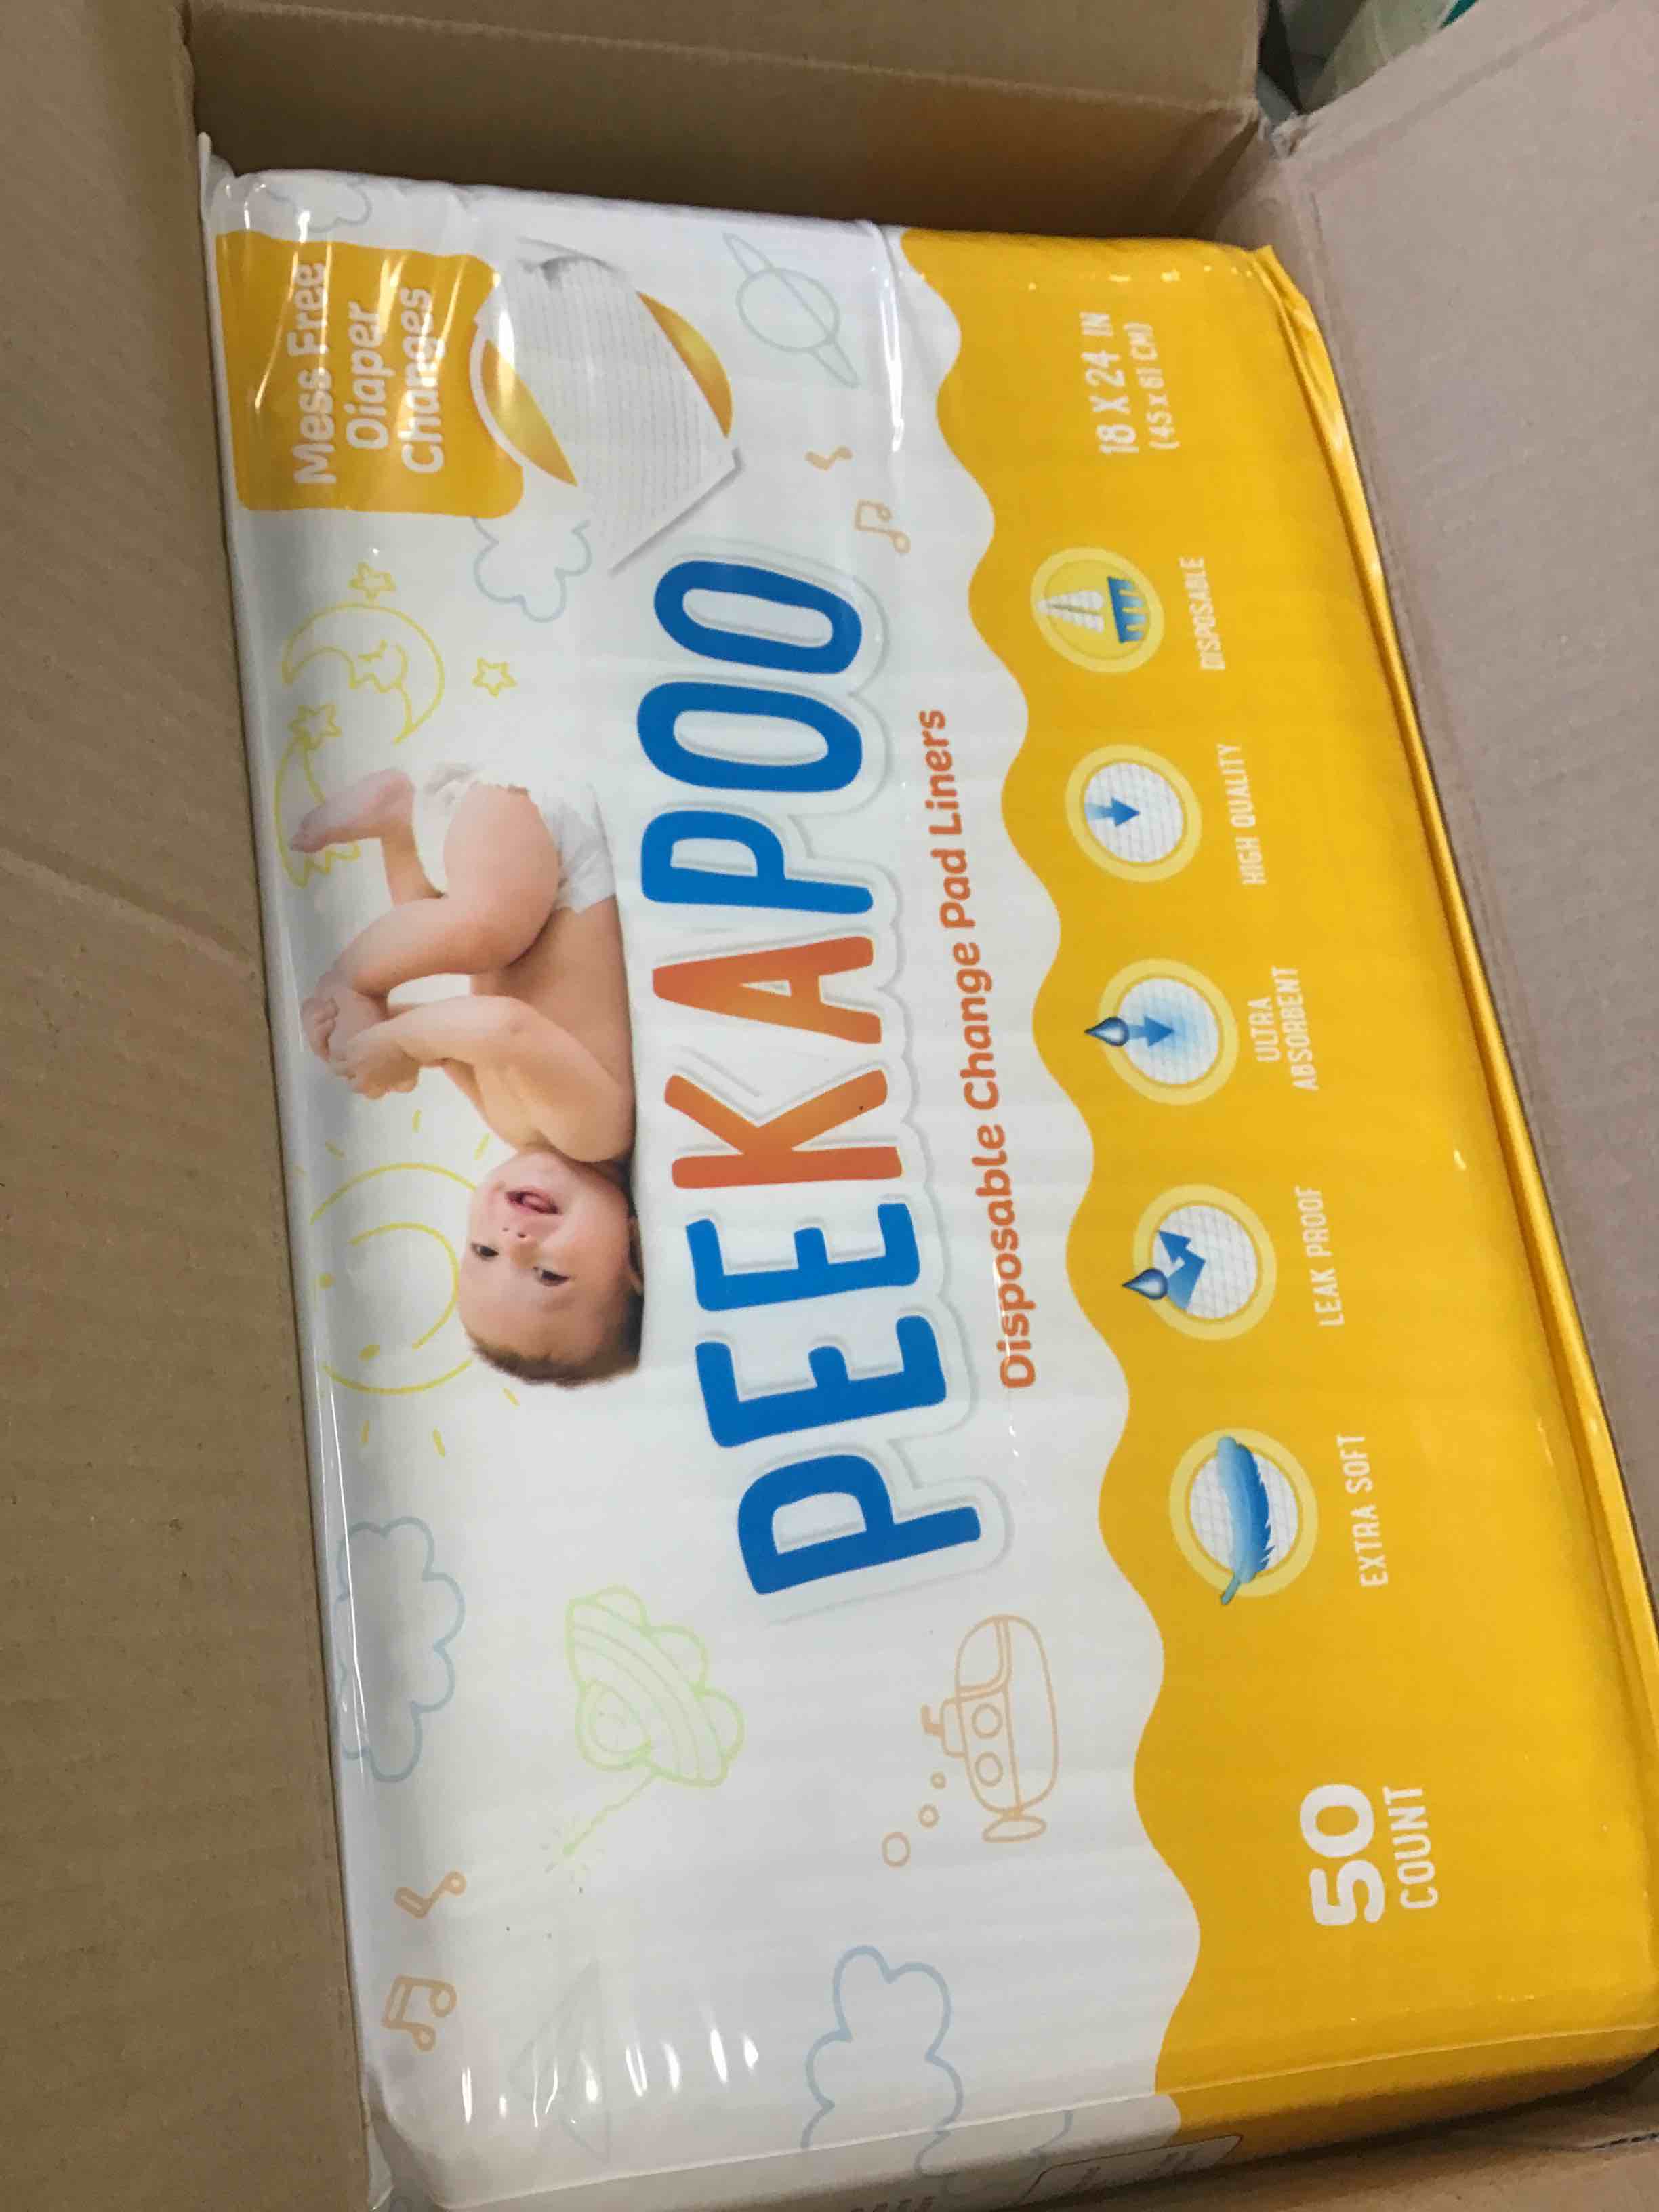 Mess Free
Diaper
Changes
PEEKAPOO
Disposable Change Pad Liners
18 X 24 IN
(45 x 61 CM)
EXTRA SOFT
LEAK PROOF
ULTRA
ABSORBENT
HIGH QUALITY
DISPOSABLE
50
COUNT